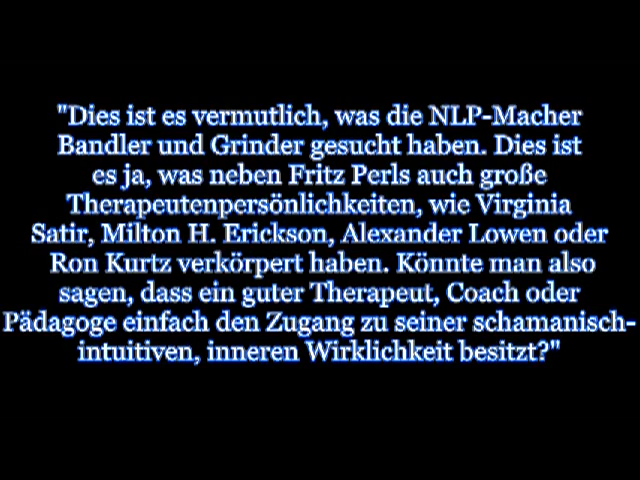 "Dies ist es vermutlich, was die NLP-Macher
Bandler und Grinder gesucht haben. Dies ist
es ja, was neben Fritz Perls auch große
Therapeutenpersönlichkeiten, wie Virginia
Satir, Milton H. Erickson, Alexander Lowen oder
Ron Kurtz verkörpert haben. Könnte man also
sagen, dass ein guter Therapeut, Coach oder
Pädagoge einfach den Zugang zu seiner schamanisch-
intuitiven, inneren Wirklichkeit besitzt?"